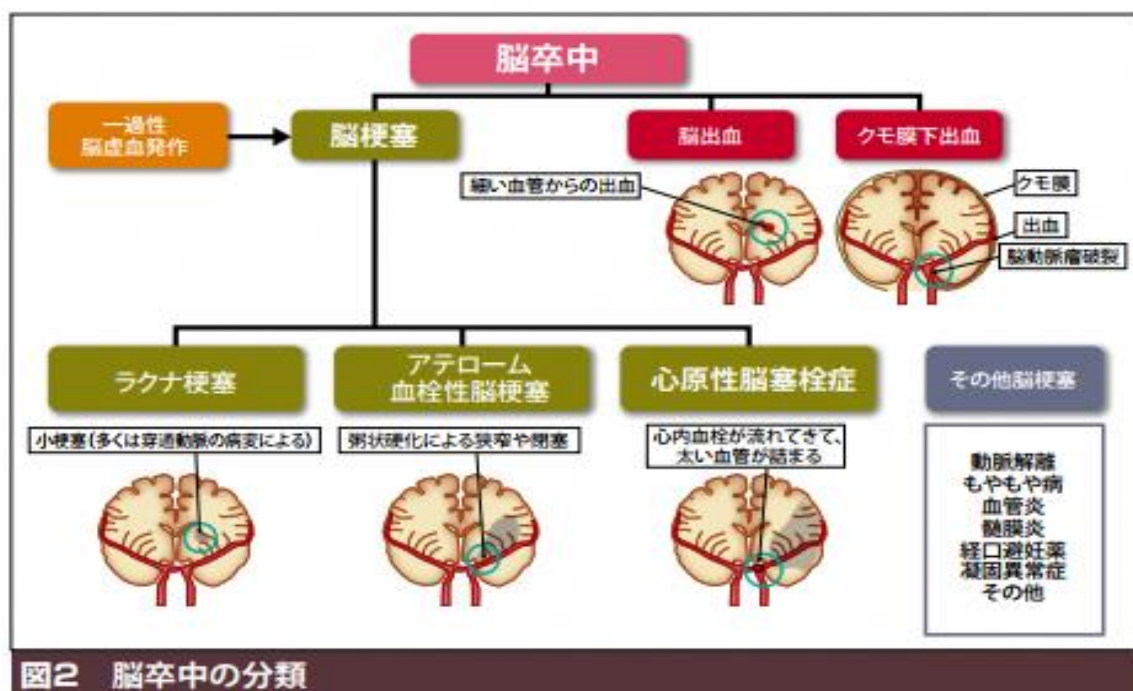 脳卒中
一過性
脳虚血発作
脳梗塞
脳出血
クモ膜下出血
細い血管からの出血
クモ膜
出血
脳動脈瘤破裂
ラクナ梗塞
アテローム
血栓性脳梗塞
心原性脳塞栓症
その他脳梗塞
小梗塞(多くは穿通動脈の病変による)
粥状硬化による狭窄や閉塞
心内血栓が流れてきて、
太い血管が詰まる
動脈解離
もやもや病
血管炎
髄膜炎
経口避妊薬
凝固異常症
その他
図2 脳卒中の分類